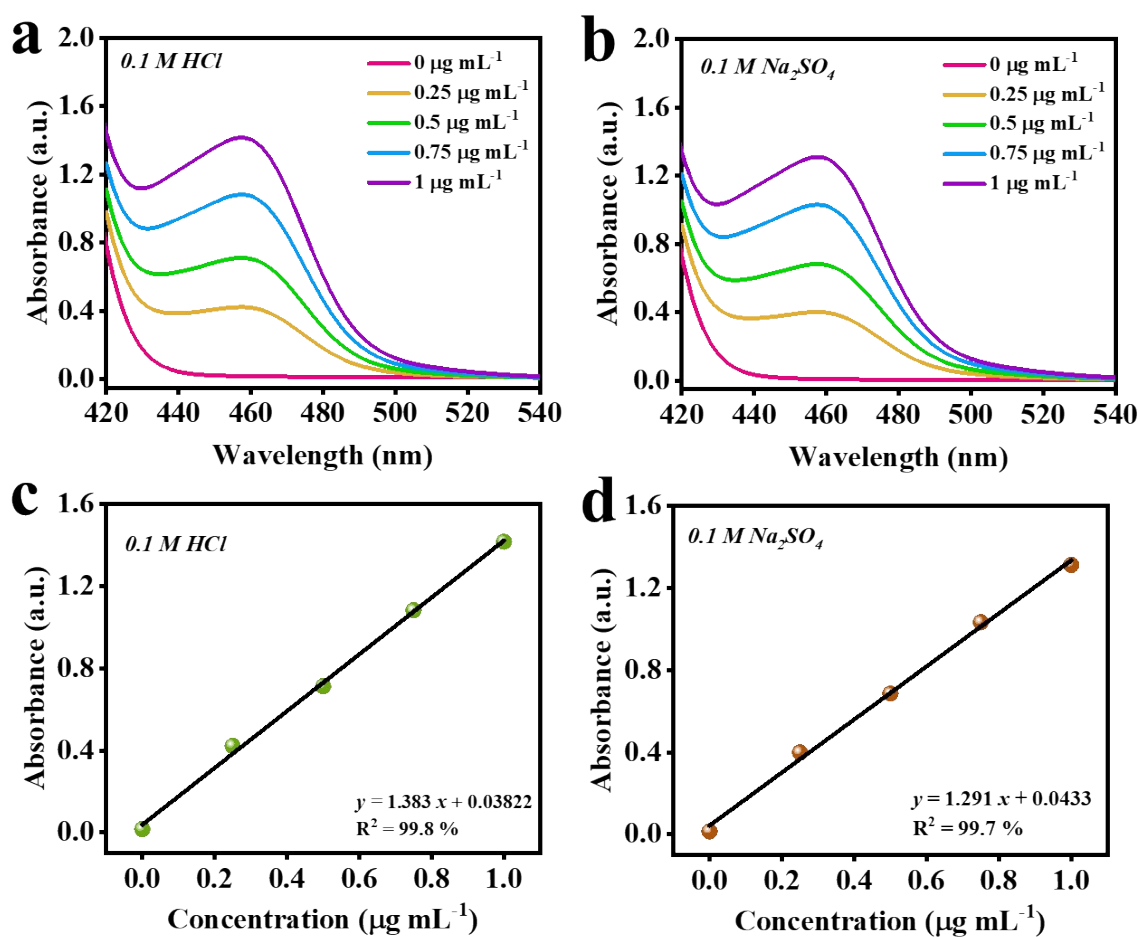 a
0.1 M HCl
0 μg mL⁻¹
0.25 μg mL⁻¹
0.5 μg mL⁻¹
0.75 μg mL⁻¹
1 μg mL⁻¹
2.0
1.6
1.2
0.8
0.4
0.0
420 440 460 480 500 520 540
Absorbance (a.u.)
Wavelength (nm)
b
0.1 M Na₂SO₄
0 μg mL⁻¹
0.25 μg mL⁻¹
0.5 μg mL⁻¹
0.75 μg mL⁻¹
1 μg mL⁻¹
2.0
1.6
1.2
0.8
0.4
0.0
420 440 460 480 500 520 540
Absorbance (a.u.)
Wavelength (nm)
c
0.1 M HCl
1.6
1.2
0.8
0.4
0.0
y = 1.383 x + 0.03822
R² = 99.8 %
0.0 0.2 0.4 0.6 0.8 1.0
Absorbance (a.u.)
Concentration (μg mL⁻¹)
d
0.1 M Na₂SO₄
1.6
1.2
0.8
0.4
0.0
y = 1.291 x + 0.0433
R² = 99.7 %
0.0 0.2 0.4 0.6 0.8 1.0
Absorbance (a.u.)
Concentration (μg mL⁻¹)